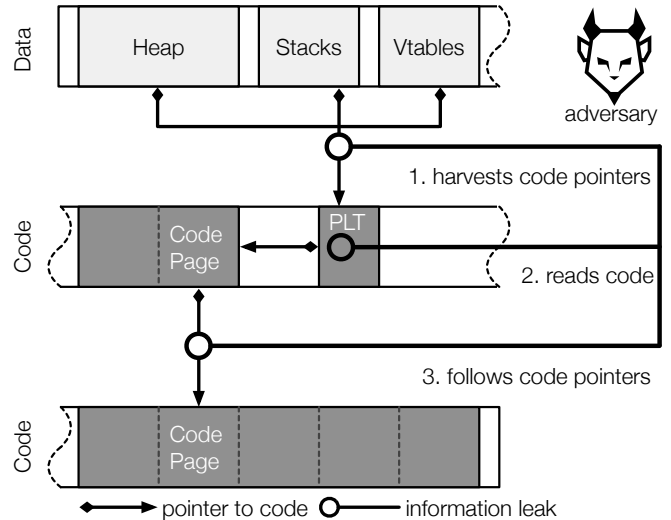 Data
Heap
Stacks
Vtables
adversary
1. harvests code pointers
Code
Code
Page
PLT
2. reads code
3. follows code pointers
Code
Code
Page
pointer to code
information leak